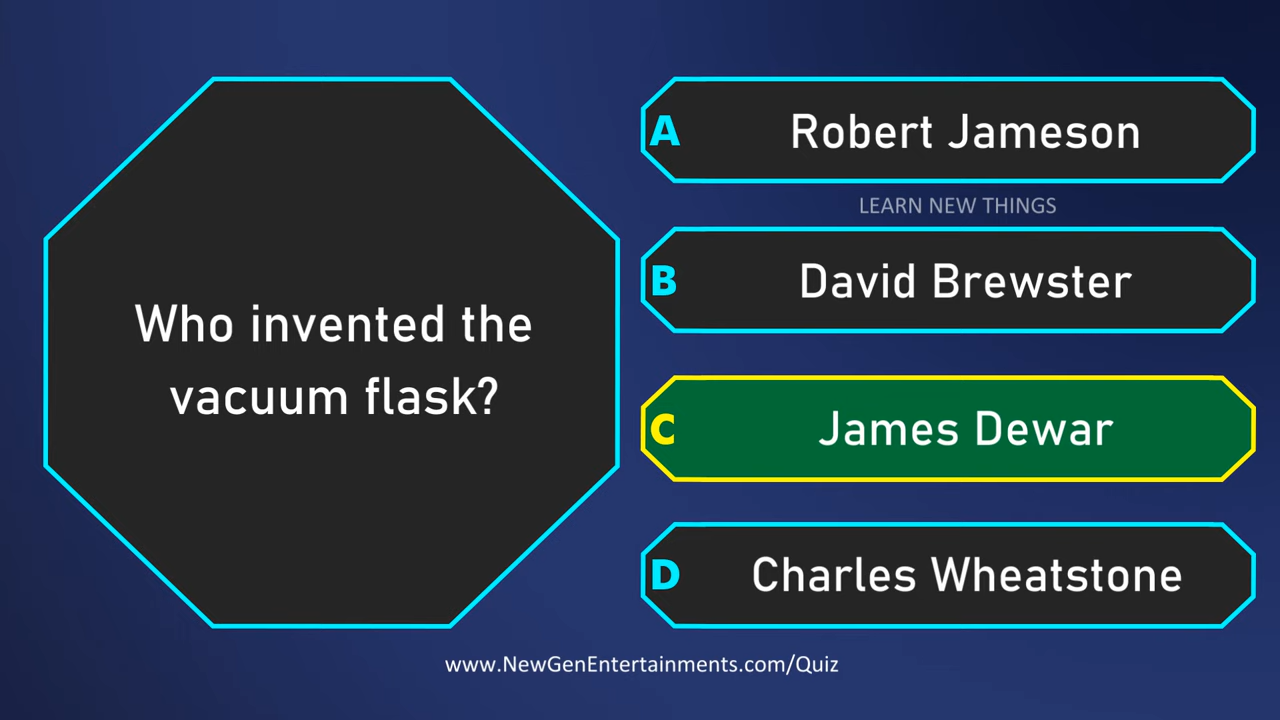 Who invented the
vacuum flask?
A Robert Jameson
LEARN NEW THINGS
B David Brewster
C James Dewar
D Charles Wheatstone
www.NewGenEntertainments.com/Quiz